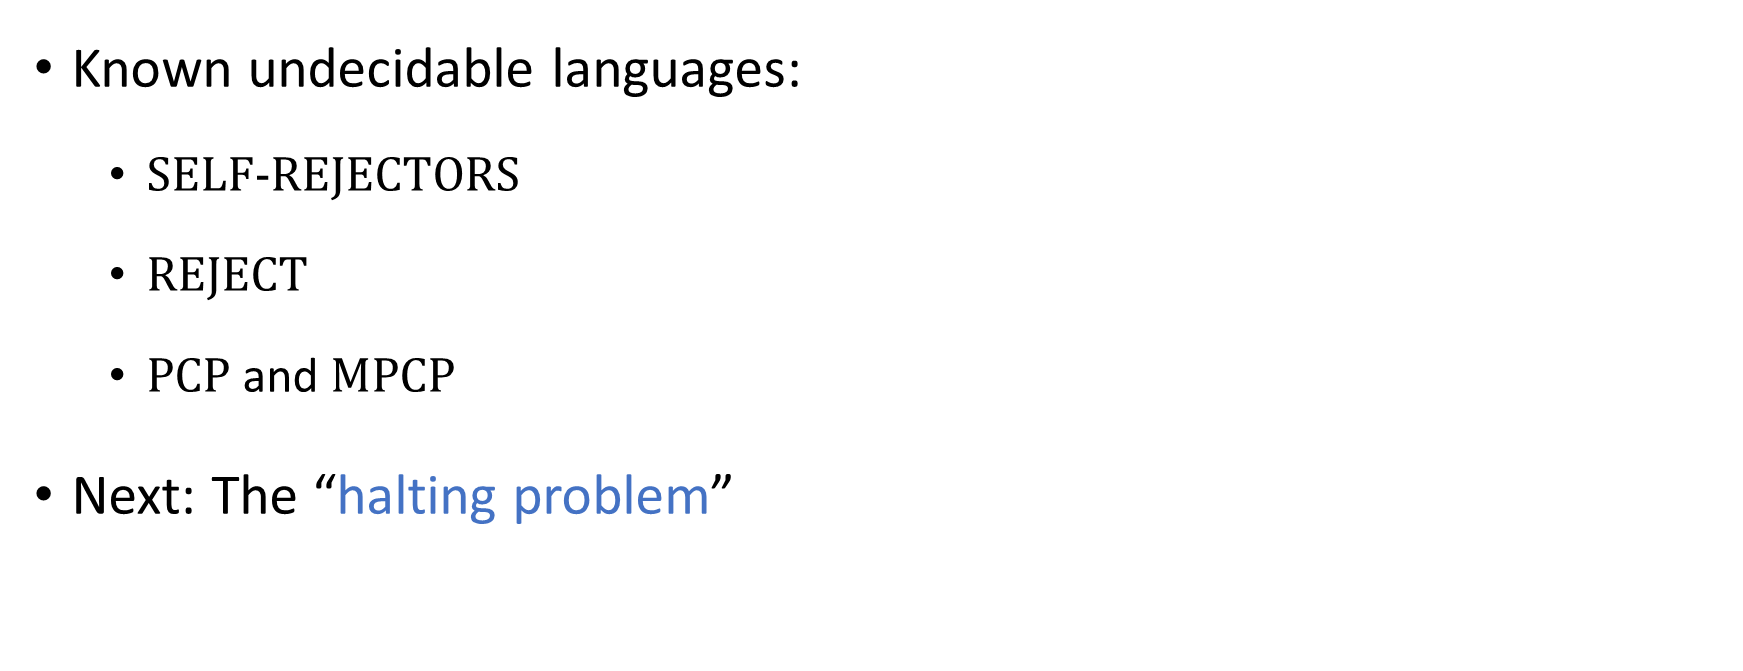 • Known undecidable languages:
• SELF-REJECTORS
• REJECT
• PCP and MPCP
• Next: The “halting problem”